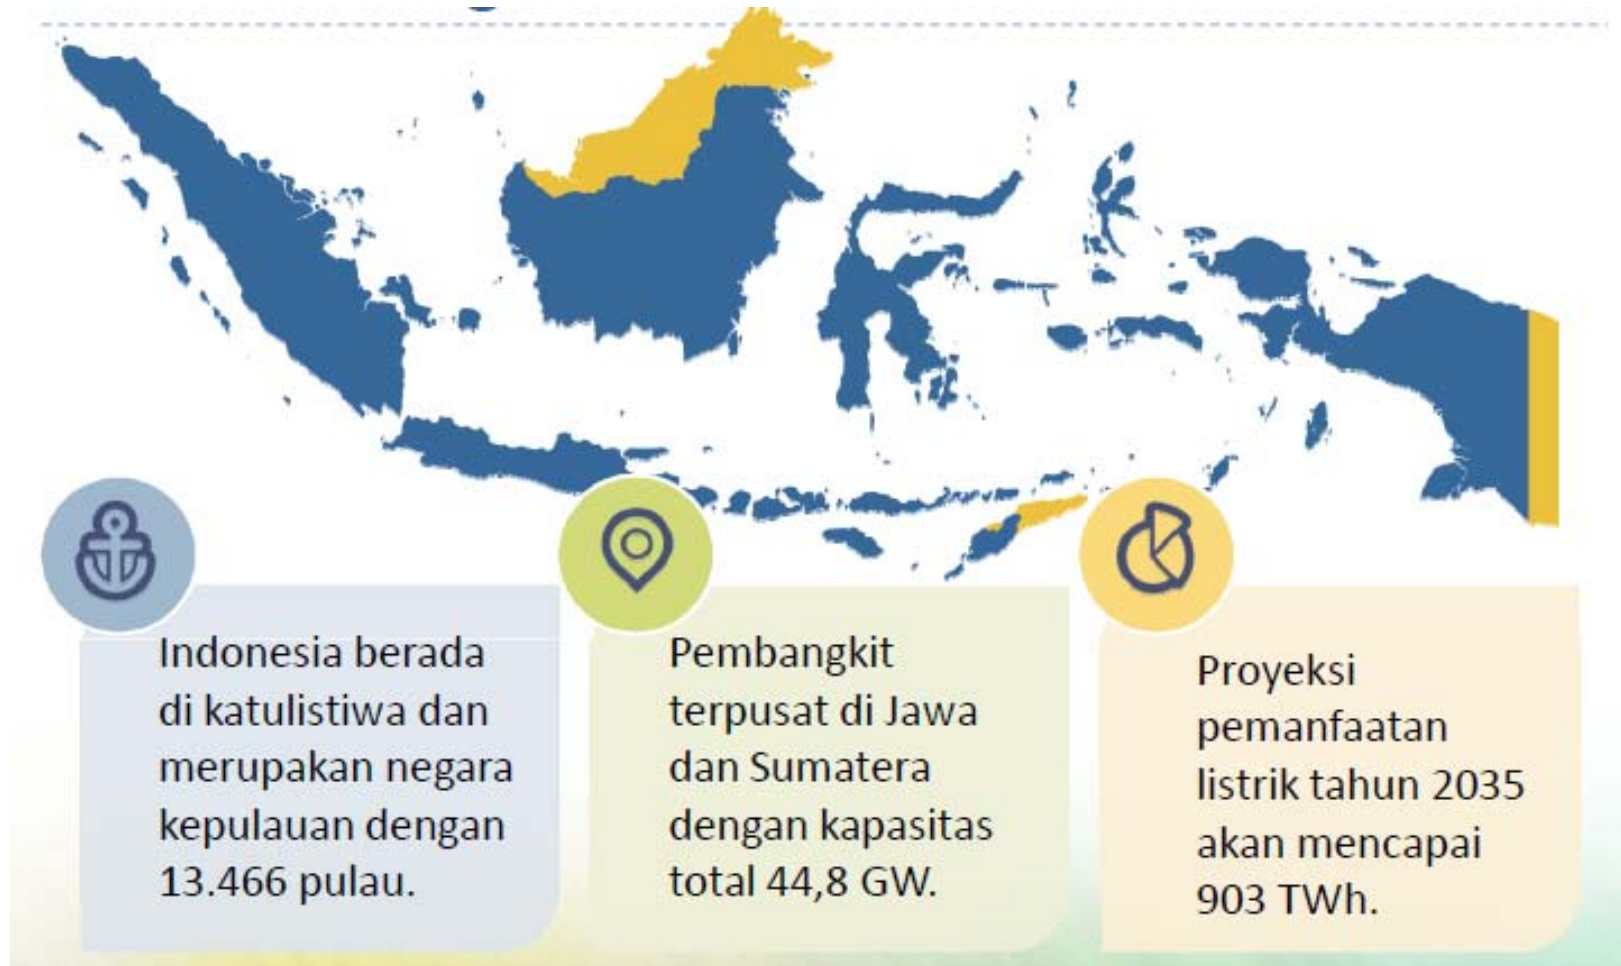 Indonesia berada
di katulistiwa dan
merupakan negara
kepulauan dengan
13.466 pulau.
Pembangkit
terpusat di Jawa
dan Sumatera
dengan kapasitas
total 44,8 GW.
Proyeksi
pemanfaatan
listrik tahun 2035
akan mencapai
903 TWh.